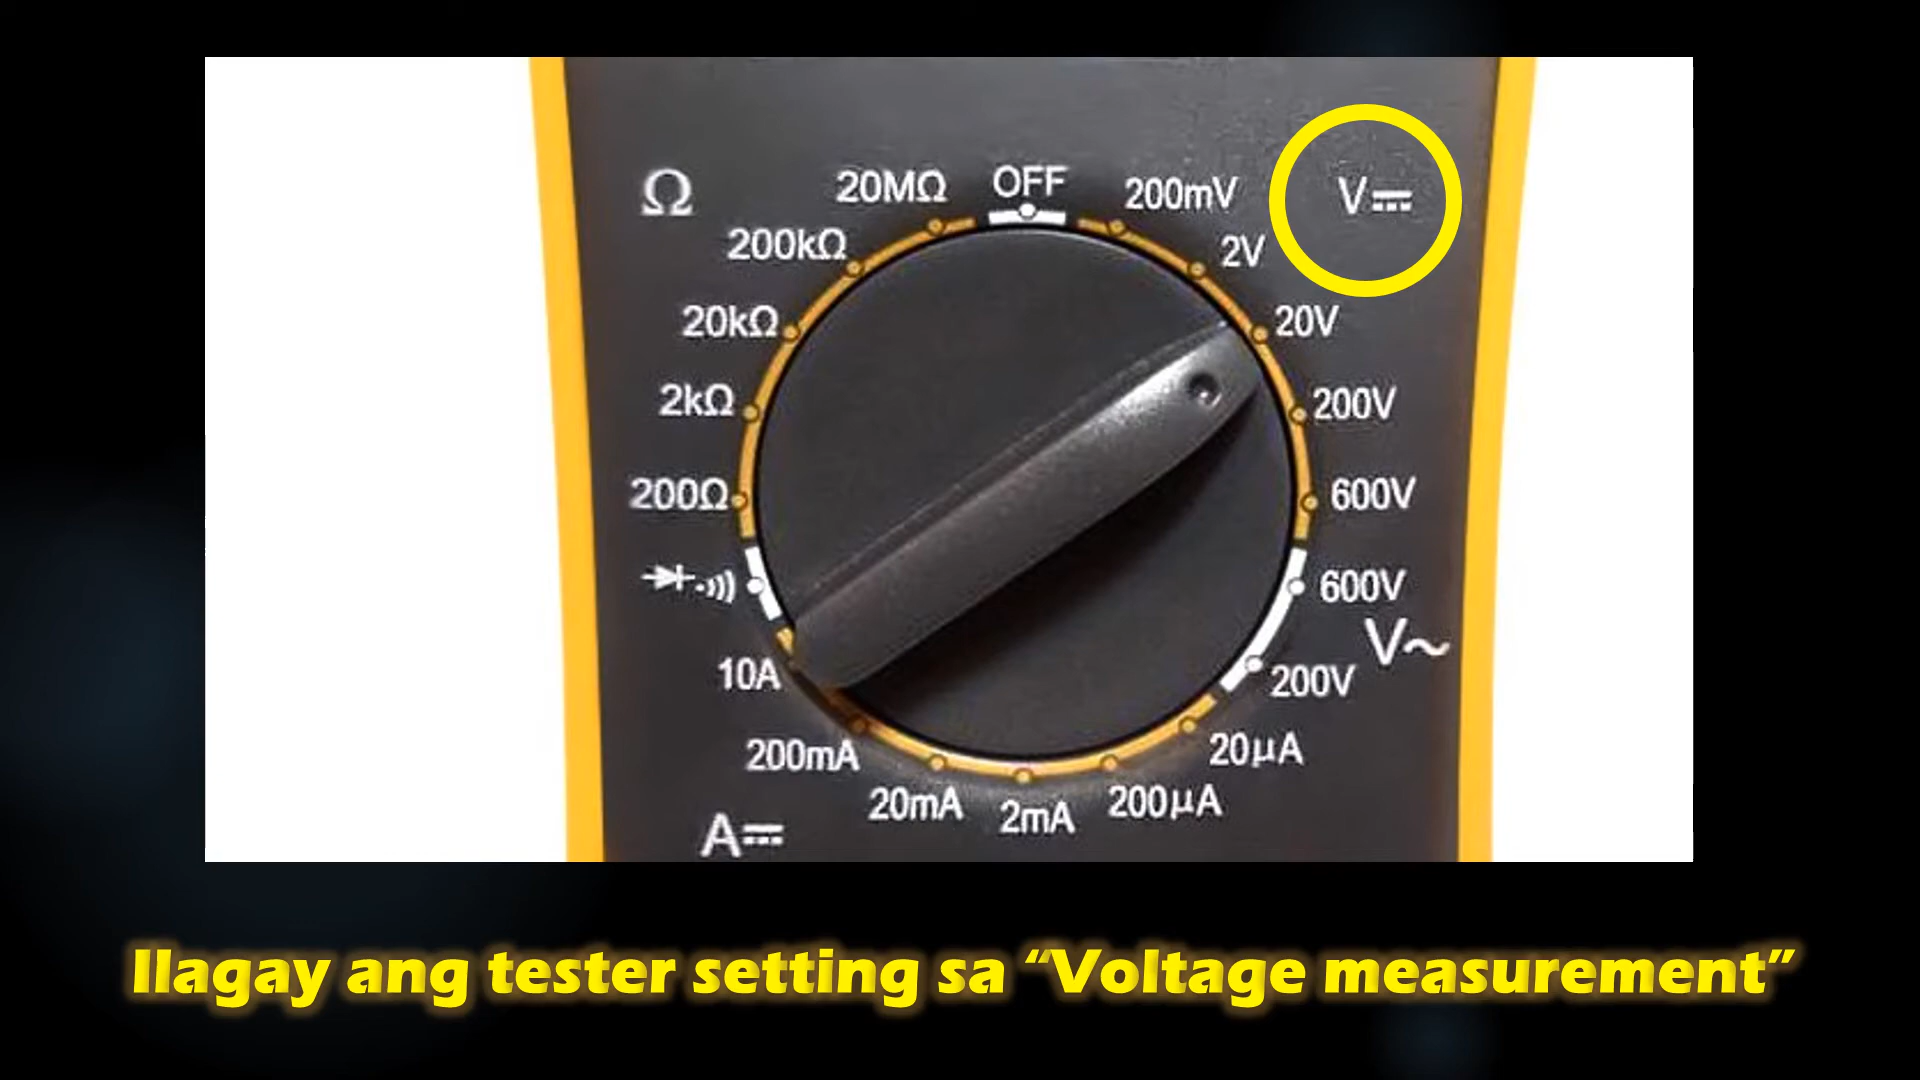 OFF
200mV
V⎓
2V
20V
200V
600V
600V
V~
200V
20µA
200µA
2mA
20mA
200mA
A⎓
10A
200Ω
2kΩ
20kΩ
200kΩ
20MΩ
Ω
Ilagay ang tester setting sa “Voltage measurement”